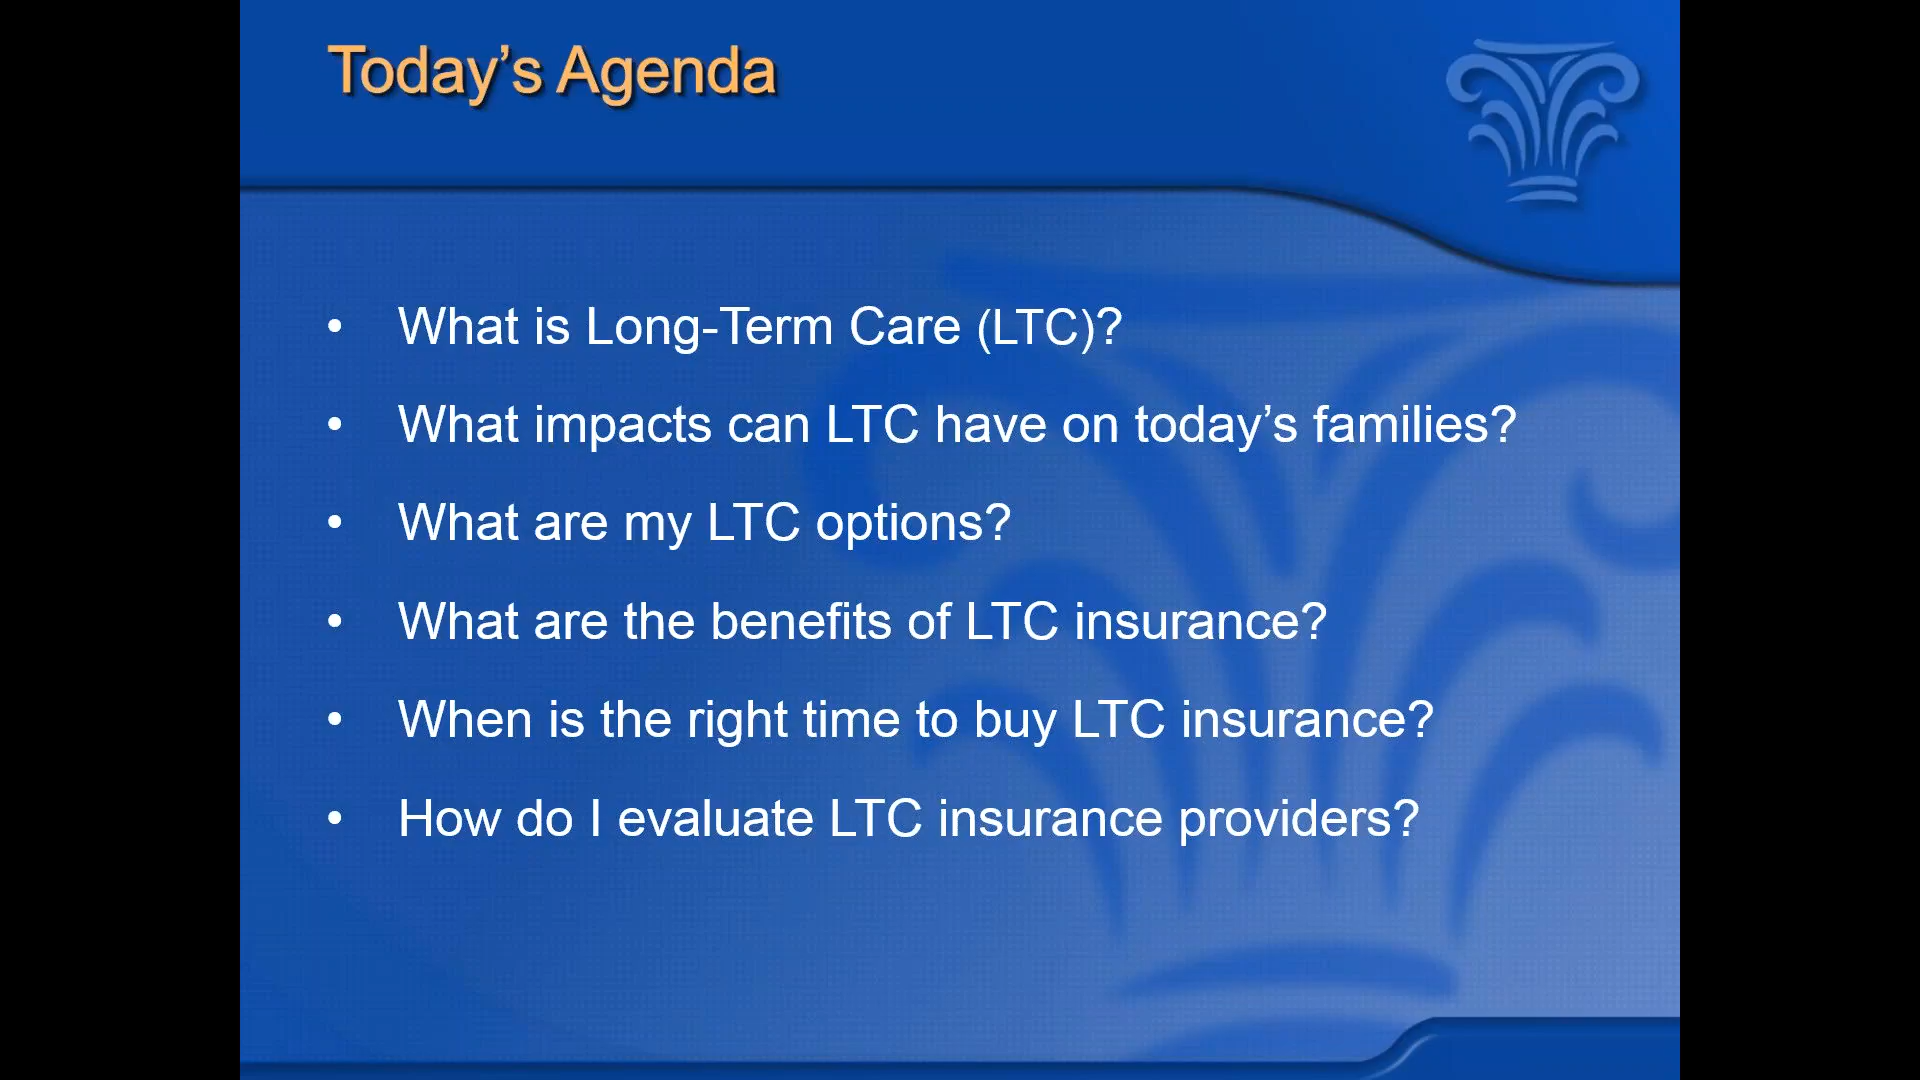 Today’s Agenda
• What is Long-Term Care (LTC)?
• What impacts can LTC have on today’s families?
• What are my LTC options?
• What are the benefits of LTC insurance?
• When is the right time to buy LTC insurance?
• How do I evaluate LTC insurance providers?